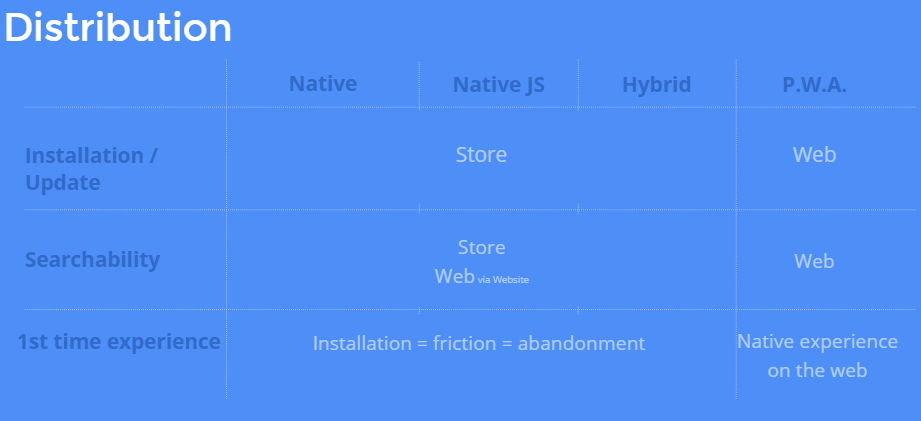 Distribution
Native Native JS Hybrid P.W.A.
Installation /
Update
Store Web
Searchability
Store
Web via Website
Web
1st time experience
Installation = friction = abandonment
Native experience
on the web